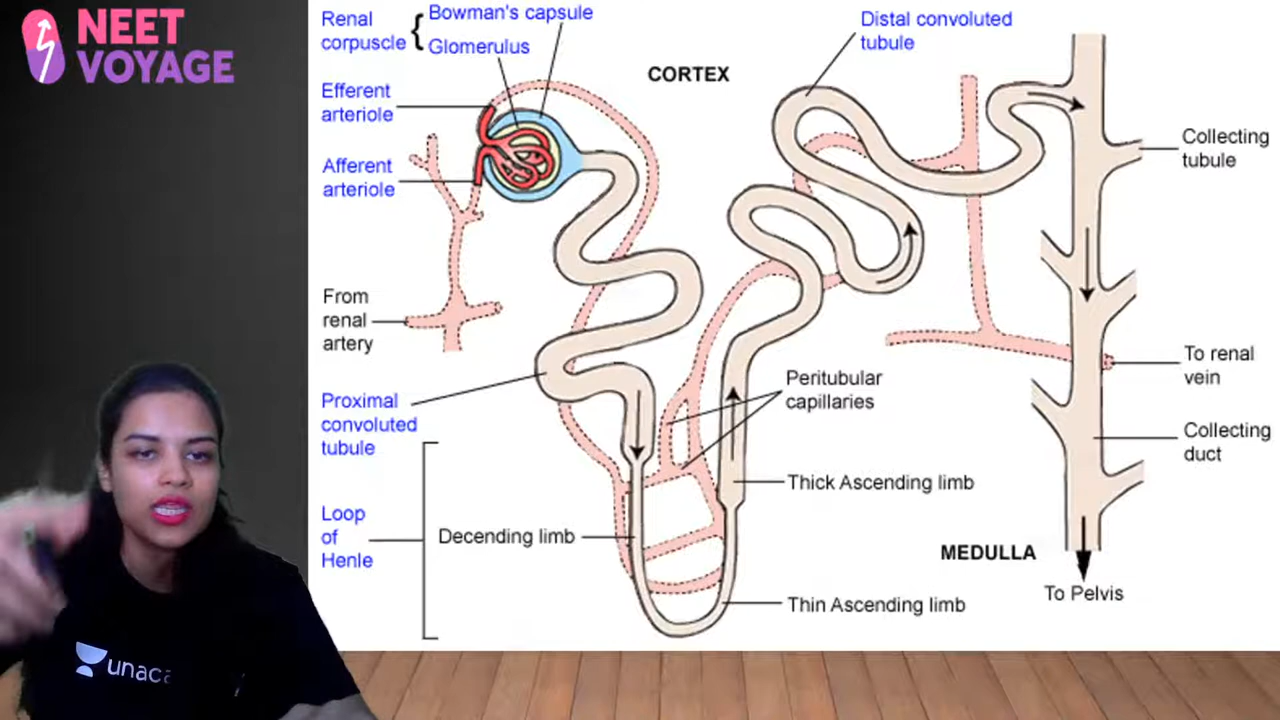 NEET
VOYAGE
Renal
corpuscle
Bowman's capsule
Glomerulus
Efferent
arteriole
Afferent
arteriole
From
renal
artery
Proximal
convoluted
tubule
Loop
of
Henle
Decending limb
CORTEX
Distal convoluted
tubule
Collecting
tubule
To renal
vein
Peritubular
capillaries
Collecting
duct
Thick Ascending limb
MEDULLA
Thin Ascending limb
To Pelvis
unaca